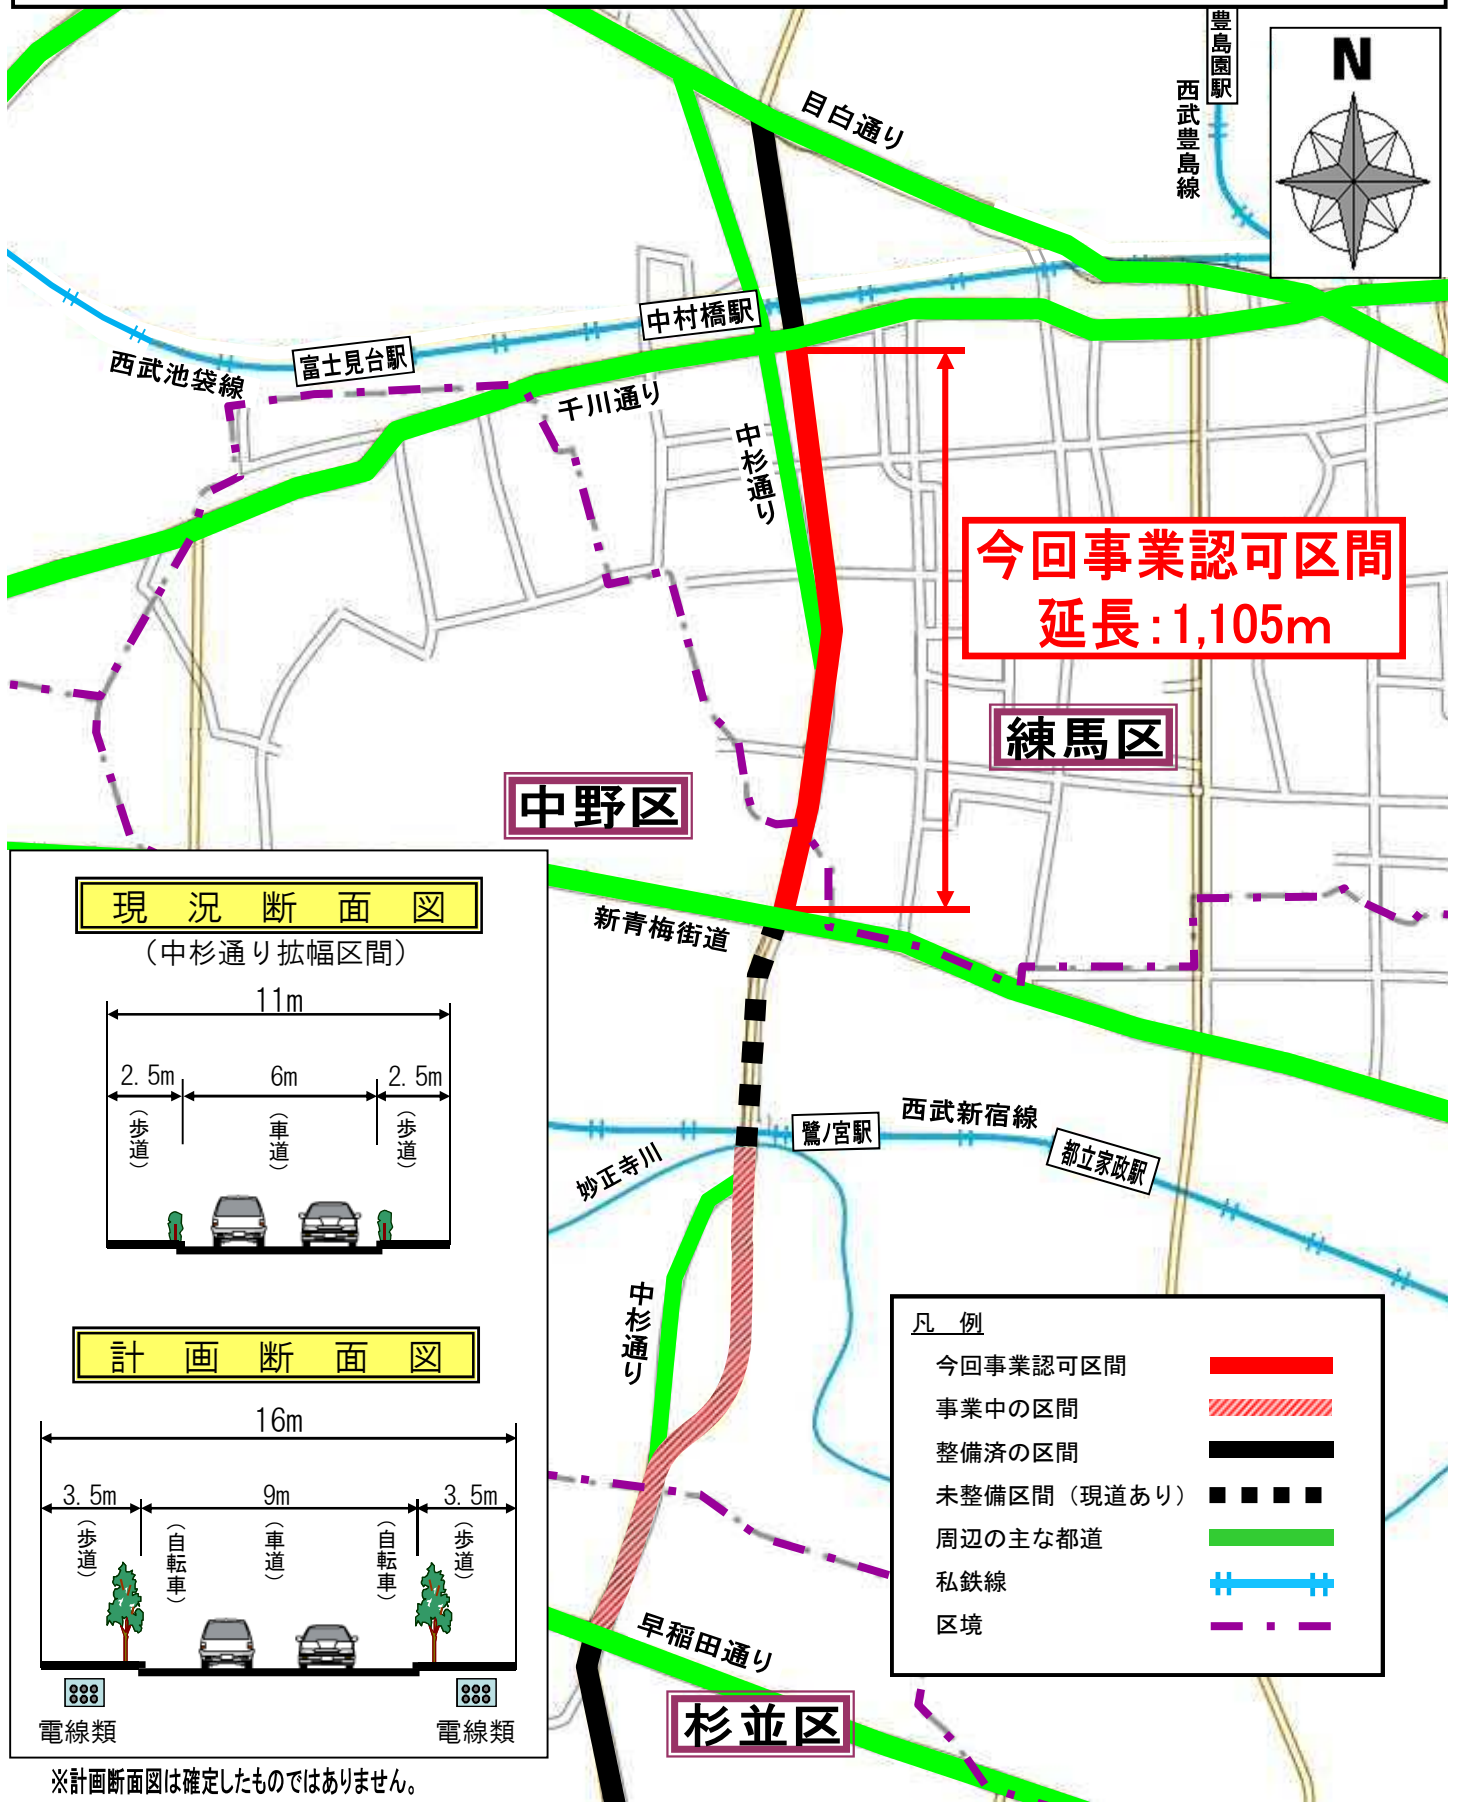 豊島園駅
西武豊島線
N
目白通り
中村橋駅
富士見台駅
西武池袋線
千川通り
中杉通り
今回事業認可区間
延長：1,105m
練馬区
中野区
新青梅街道
現況断面図
（中杉通り拡幅区間）
11m
2.5m 6m 2.5m
（歩道） （車道） （歩道）
西武新宿線
鷺ノ宮駅
都立家政駅
妙正寺川
中杉通り
計画断面図
16m
3.5m 9m 3.5m
（歩道） （自転車） （車道） （自転車） （歩道）
電線類 電線類
※計画断面図は確定したものではありません。
凡 例
今回事業認可区間
事業中の区間
整備済の区間
未整備区間（現道あり）
周辺の主な都道
私鉄線
区境
早稲田通り
杉並区